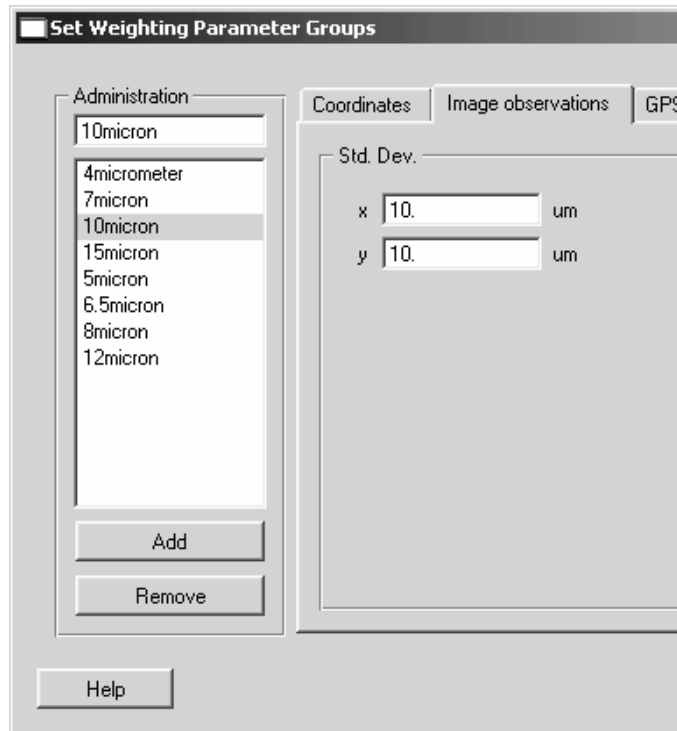 Set Weighting Parameter Groups
Administration
10micron
4micrometer
7micron
10micron
15micron
5micron
6.5micron
8micron
12micron
Add
Remove
Help
Coordinates
Image observations
GPS
Std. Dev.
x 10. um
y 10. um